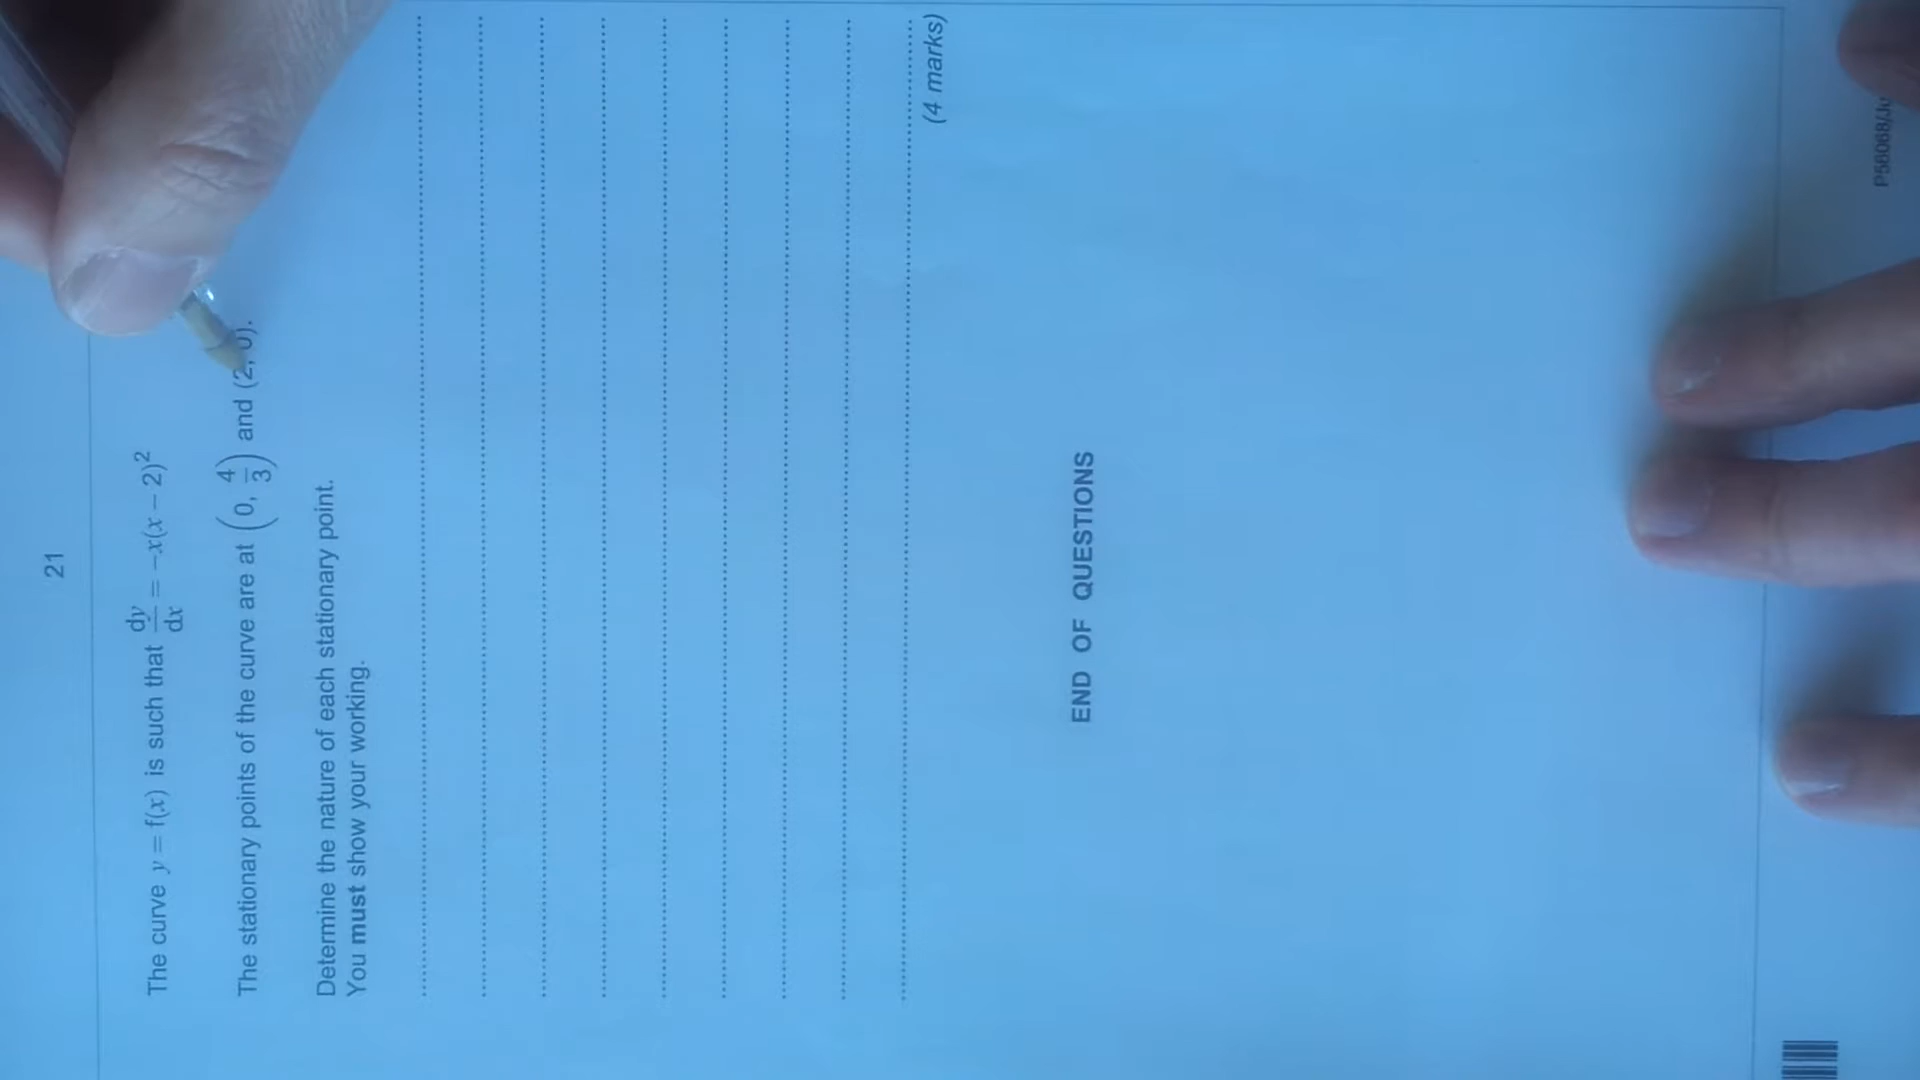 21
The curve y = f(x) is such that dy/dx = −x(x − 2)²
The stationary points of the curve are at (0, 4/3) and (2, 0).
Determine the nature of each stationary point.
You must show your working.
(4 marks)
END OF QUESTIONS